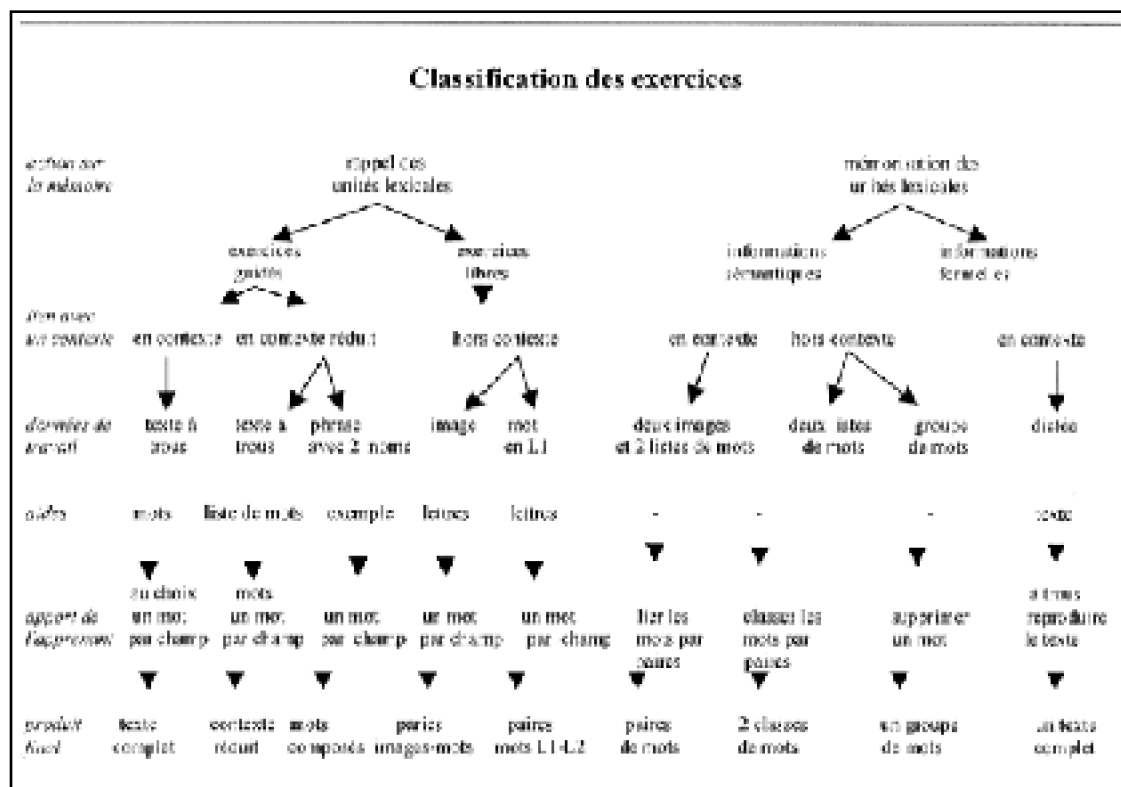 Classification des exercices
action sur rappel des mémorisation des
la mémoire unités lexicales unités lexicales
exercices exercices informations informations
guidés libres sémantiques formelles
lien avec
un contexte en contexte en contexte réduit hors contexte en contexte hors contexte en contexte
données de texte à texte à phrase image mot deux images deux listes groupe dictée
travail trous trous avec 2 noms en L1 et 2 listes de mots de mots de mots
aides mots liste de mots exemple lettres lettres - - - texte
au choix mots à trous
apport de un mot un mot un mot un mot un mot lier les classer les supprimer reproduire
l'apprenant par champ par champ par champ par champ par champ mots par mots par un mot le texte
paires paires
produit texte contexte mots paires paires 2 classes un groupe un texte
final complet réduit composés images-mots mots L1-L2 de mots de mots de mots complet